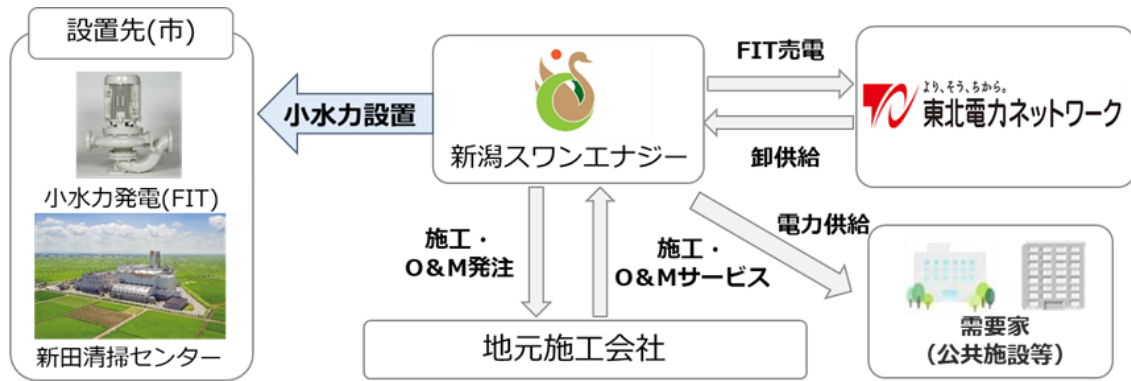 設置先(市)
小水力発電(FIT)
新田清掃センター
小水力設置
新潟スワンエナジー
FIT売電
卸供給
より、そう、ちから。
東北電力ネットワーク
施工・
O&M発注
施工・
O&Mサービス
電力供給
地元施工会社
需要家
(公共施設等)